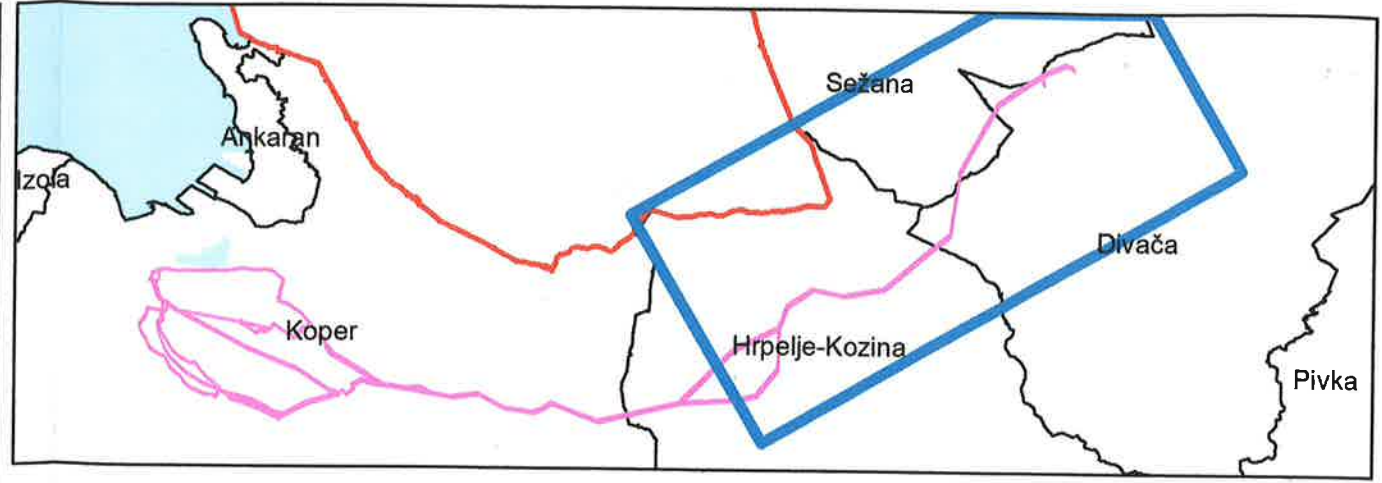 Sežana
Ankaran
Izola
Divača
Koper
Hrpelje-Kozina
Pivka